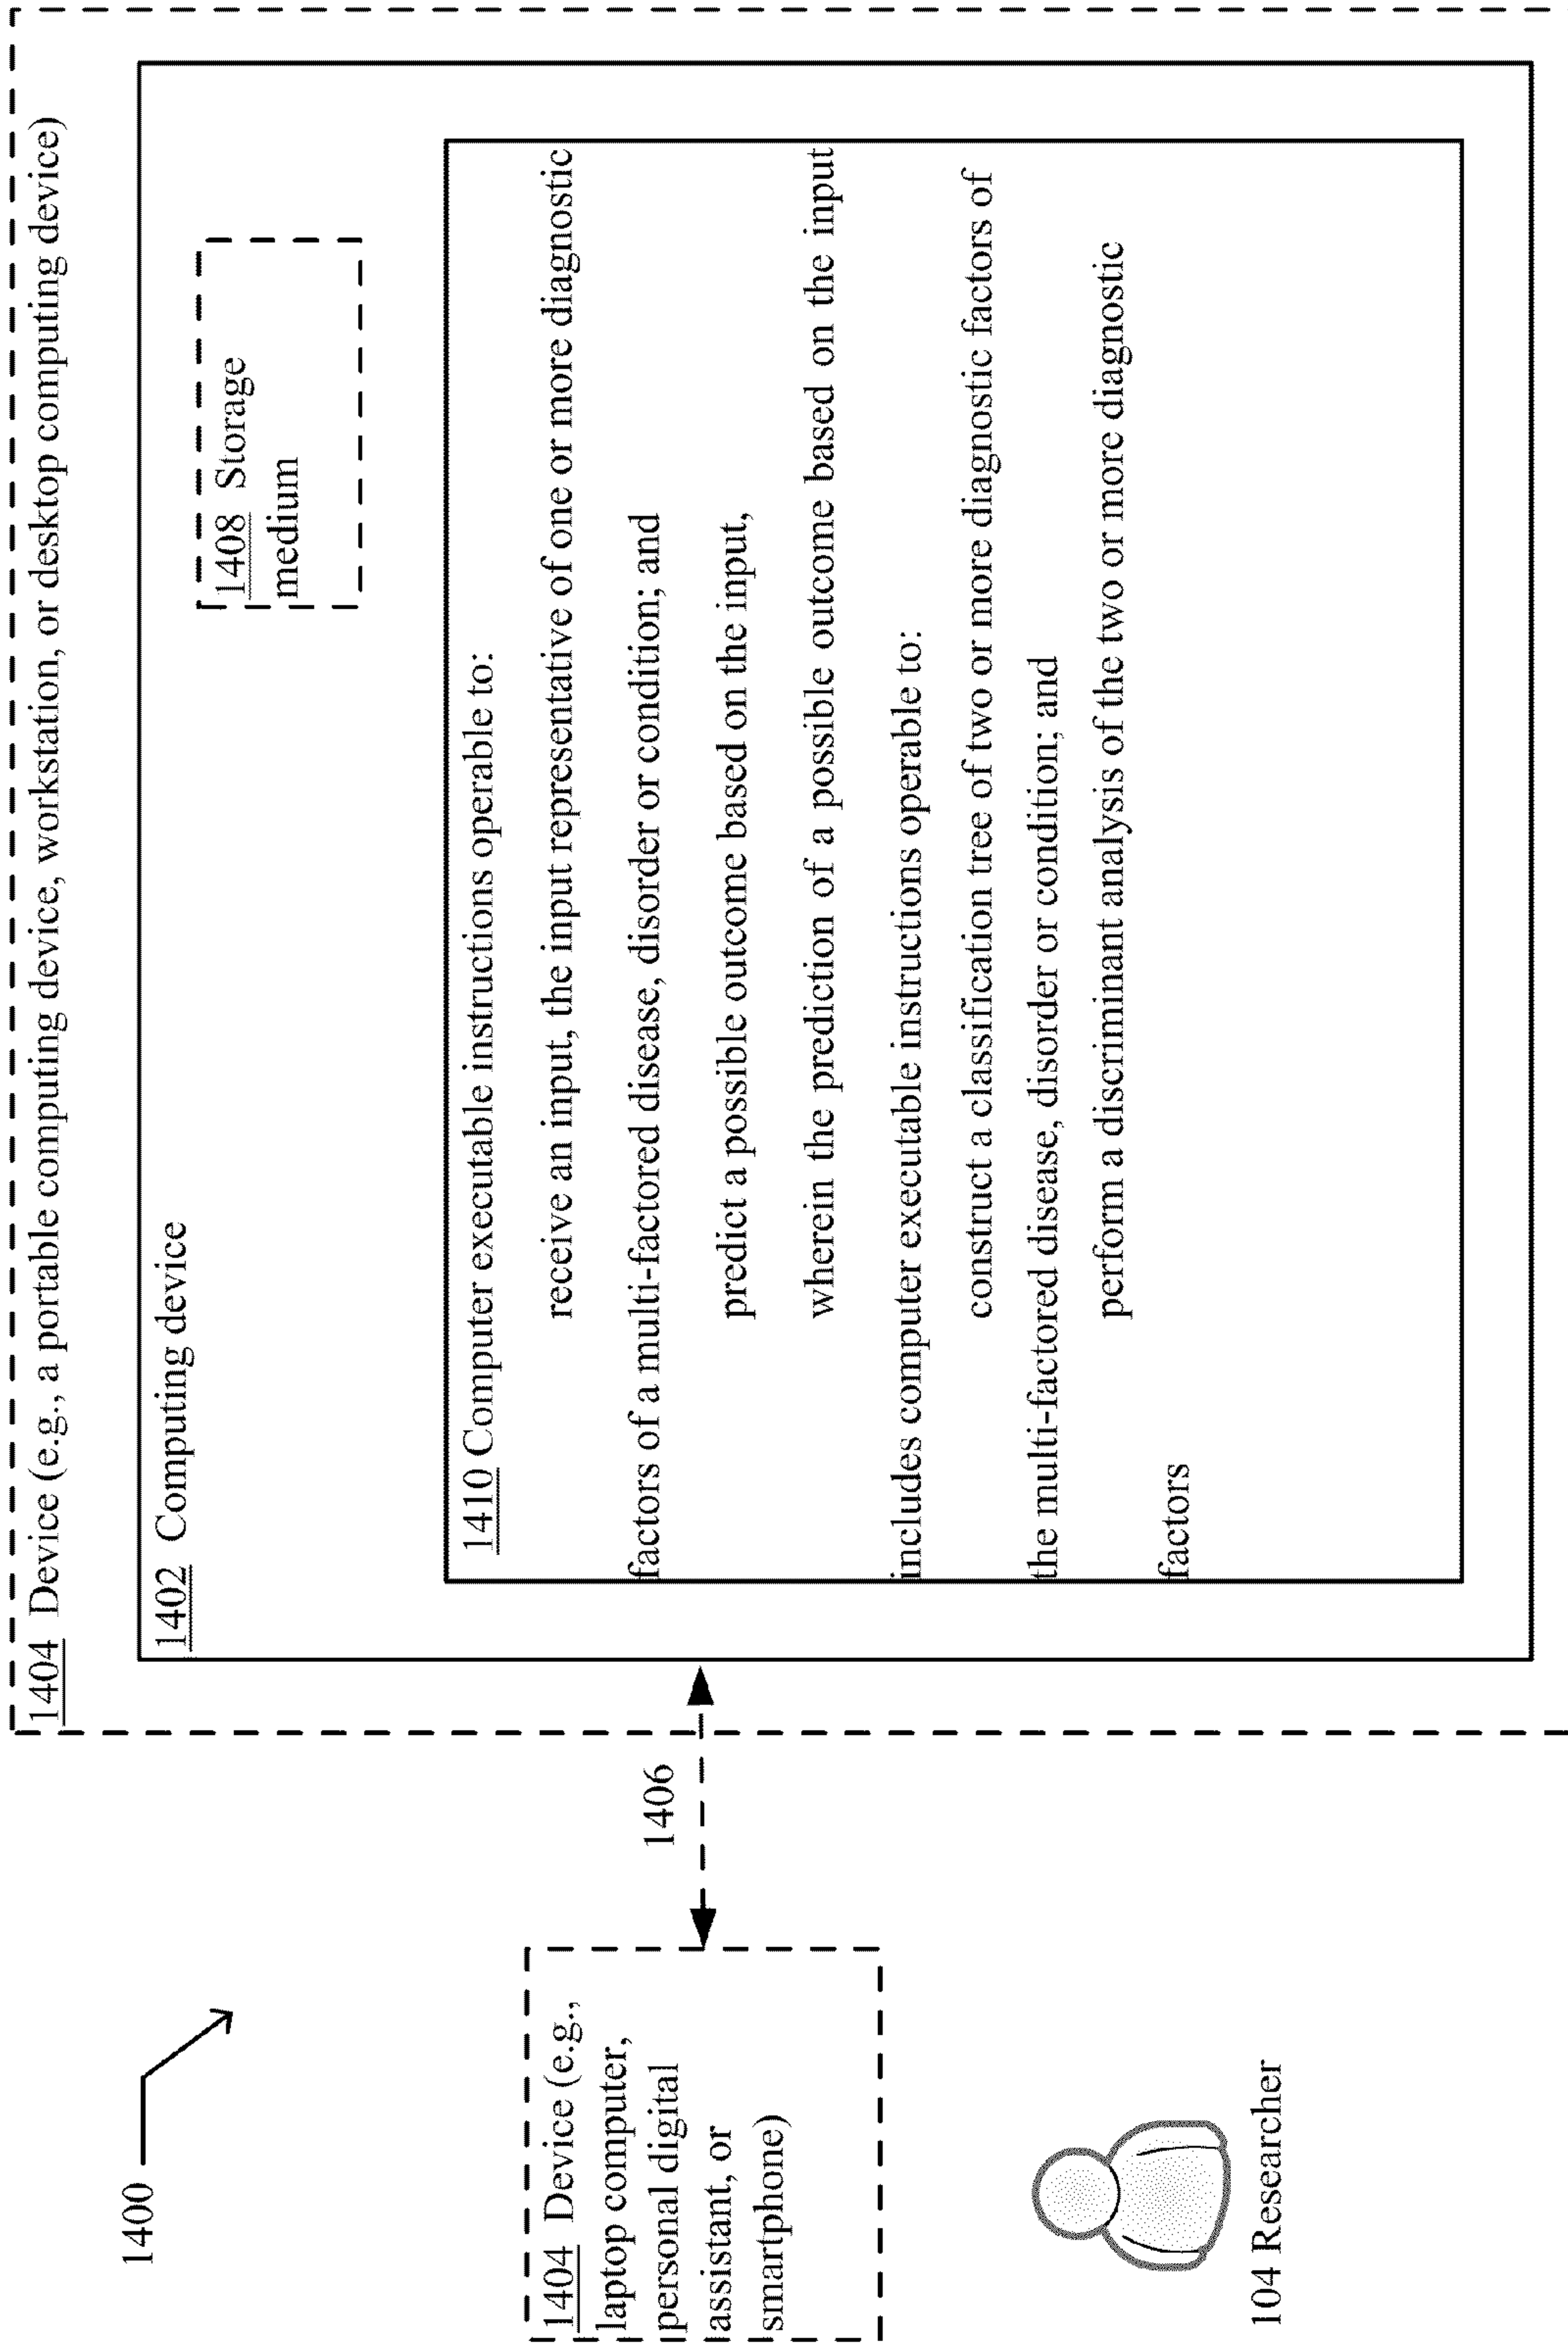 1400
1404 Device (e.g., a portable computing device, workstation, or desktop computing device)
1402 Computing device
1408 Storage
medium
1410 Computer executable instructions operable to:
receive an input, the input representative of one or more diagnostic
factors of a multi-factored disease, disorder or condition; and
predict a possible outcome based on the input,
wherein the prediction of a possible outcome based on the input
includes computer executable instructions operable to:
construct a classification tree of two or more diagnostic factors of
the multi-factored disease, disorder or condition; and
perform a discriminant analysis of the two or more diagnostic
factors
1406
1404 Device (e.g.,
laptop computer,
personal digital
assistant, or
smartphone)
104 Researcher